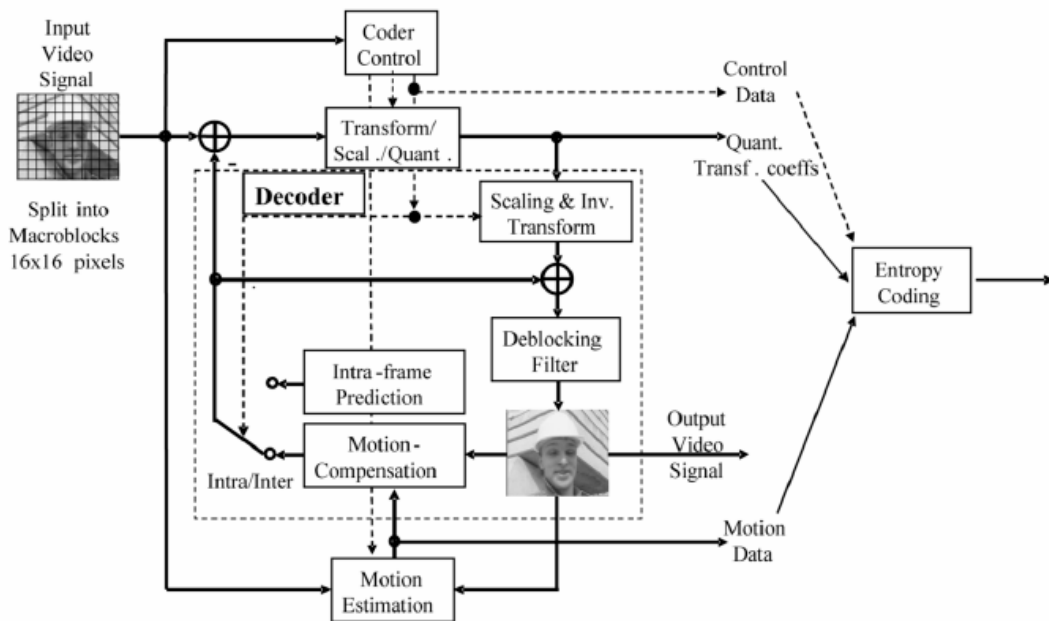 Input
Video
Signal
Split into
Macroblocks
16x16 pixels
Coder
Control
Transform/
Scal./Quant.
-
Decoder
Scaling & Inv.
Transform
Deblocking
Filter
Intra-frame
Prediction
Motion-
Compensation
Intra/Inter
Motion
Estimation
Control
Data
Quant.
Transf. coeffs
Entropy
Coding
Output
Video
Signal
Motion
Data